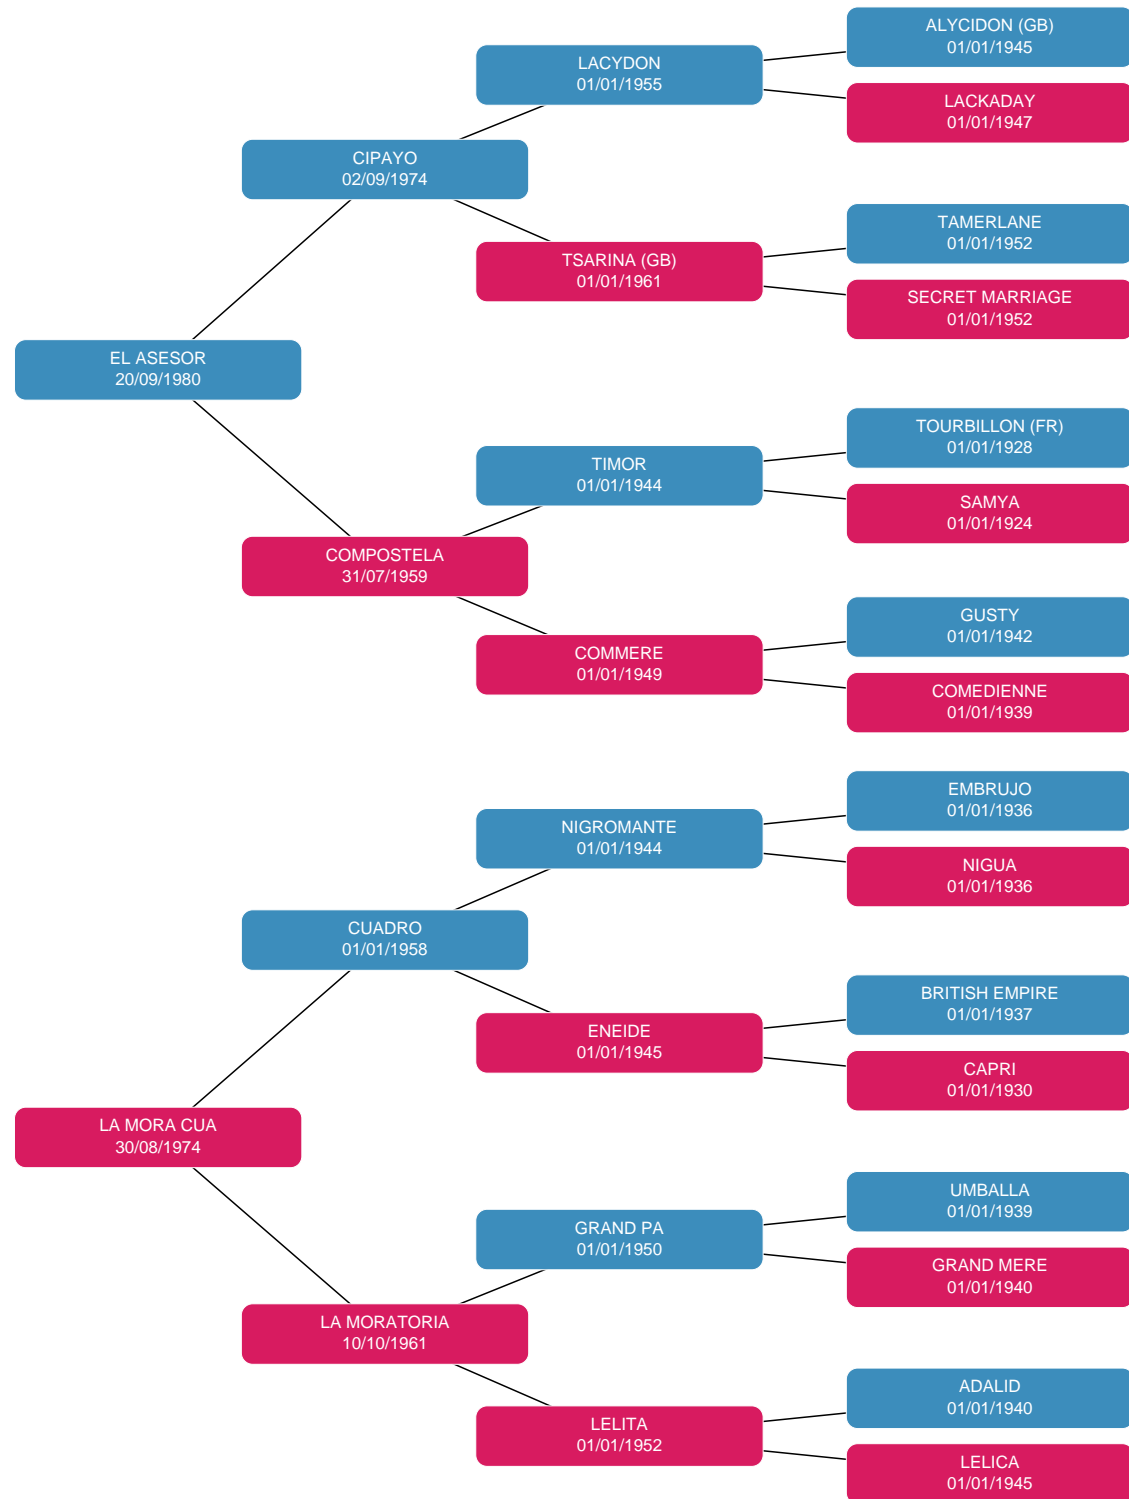 ALYCIDON (GB)
01/01/1945
LACYDON
01/01/1955
LACKADAY
01/01/1947
CIPAYO
02/09/1974
TAMERLANE
01/01/1952
TSARINA (GB)
01/01/1961
SECRET MARRIAGE
01/01/1952
EL ASESOR
20/09/1980
TOURBILLON (FR)
01/01/1928
TIMOR
01/01/1944
SAMYA
01/01/1924
COMPOSTELA
31/07/1959
GUSTY
01/01/1942
COMMERE
01/01/1949
COMEDIENNE
01/01/1939
EMBRUJO
01/01/1936
NIGROMANTE
01/01/1944
NIGUA
01/01/1936
CUADRO
01/01/1958
BRITISH EMPIRE
01/01/1937
ENEIDE
01/01/1945
CAPRI
01/01/1930
LA MORA CUA
30/08/1974
UMBALLA
01/01/1939
GRAND PA
01/01/1950
GRAND MERE
01/01/1940
LA MORATORIA
10/10/1961
ADALID
01/01/1940
LELITA
01/01/1952
LELICA
01/01/1945